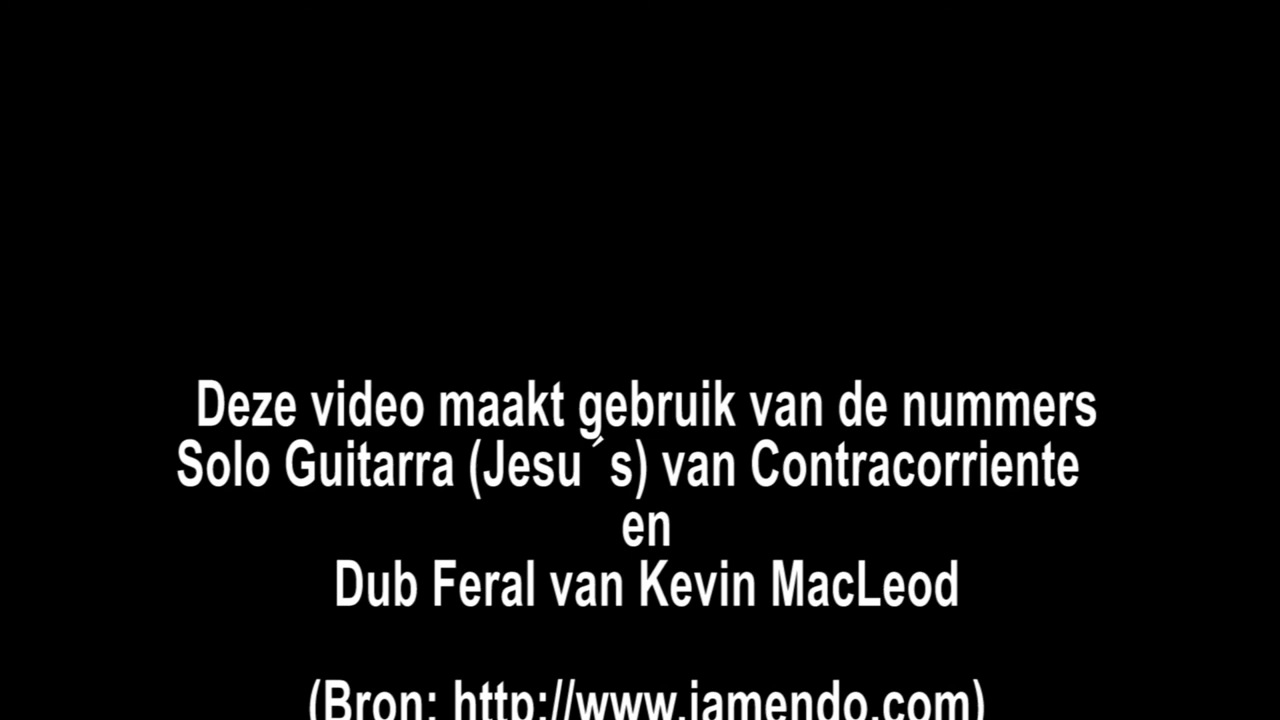 Deze video maakt gebruik van de nummers
Solo Guitarra (Jesu´s) van Contracorriente
en
Dub Feral van Kevin MacLeod
(Bron: http://www.jamendo.com)